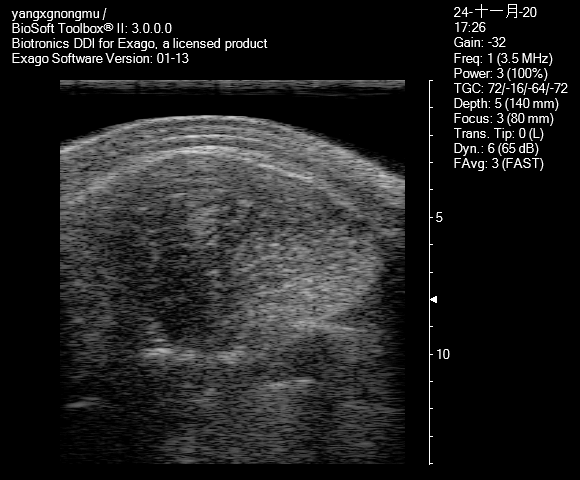 yangxgnongmu /
BioSoft Toolbox® II: 3.0.0.0
Biotronics DDI for Exago, a licensed product
Exago Software Version: 01-13
24-十一月-20
17:26
Gain: -32
Freq: 1 (3.5 MHz)
Power: 3 (100%)
TGC: 72/-16/-64/-72
Depth: 5 (140 mm)
Focus: 3 (80 mm)
Trans. Tip: 0 (L)
Dyn.: 6 (65 dB)
FAvg: 3 (FAST)
5
10